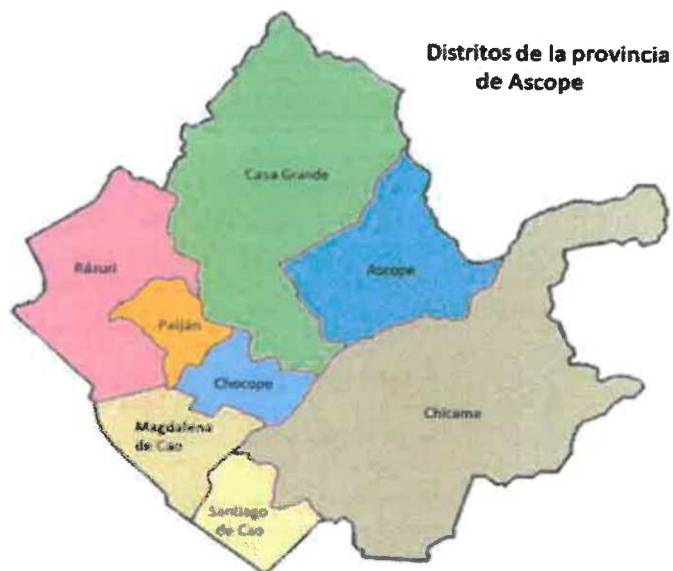 Distritos de la provincia
de Ascope
Casa Grande
Rázuri
Ascope
Paiján
Chocope
Chicama
Magdalena
de Cao
Santiago
de Cao